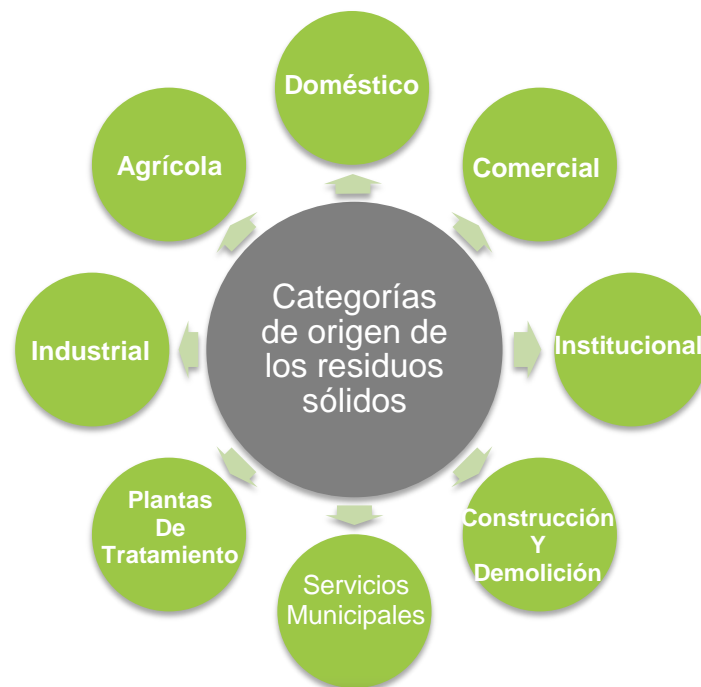 Doméstico
Comercial
Institucional
Construcción
Y
Demolición
Servicios
Municipales
Plantas
De
Tratamiento
Industrial
Agrícola
Categorías
de origen de
los residuos
sólidos